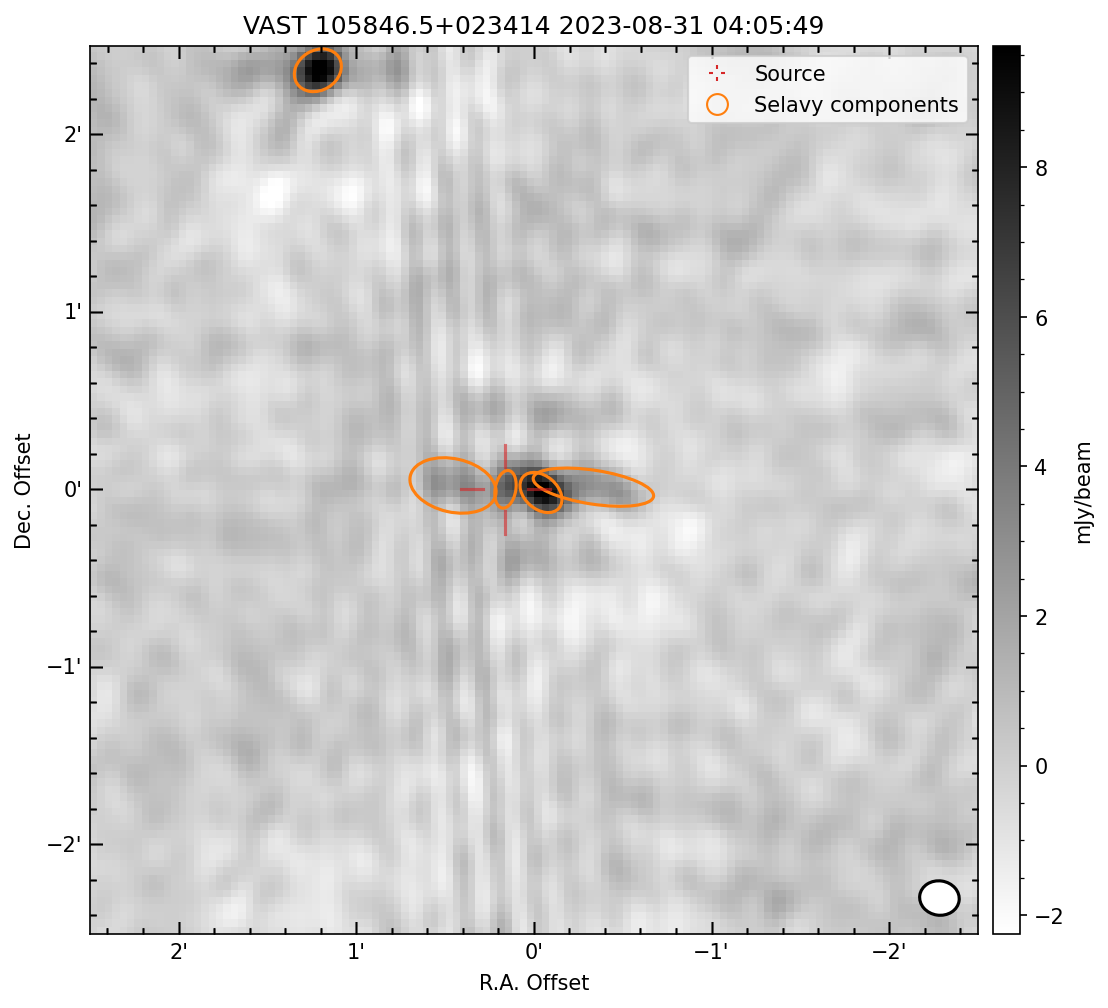 VAST 105846.5+023414 2023-08-31 04:05:49
Source
Selavy components
2'
1'
0'
−1'
−2'
Dec. Offset
2'
1'
0'
−1'
−2'
R.A. Offset
8
6
4
2
0
−2
mJy/beam